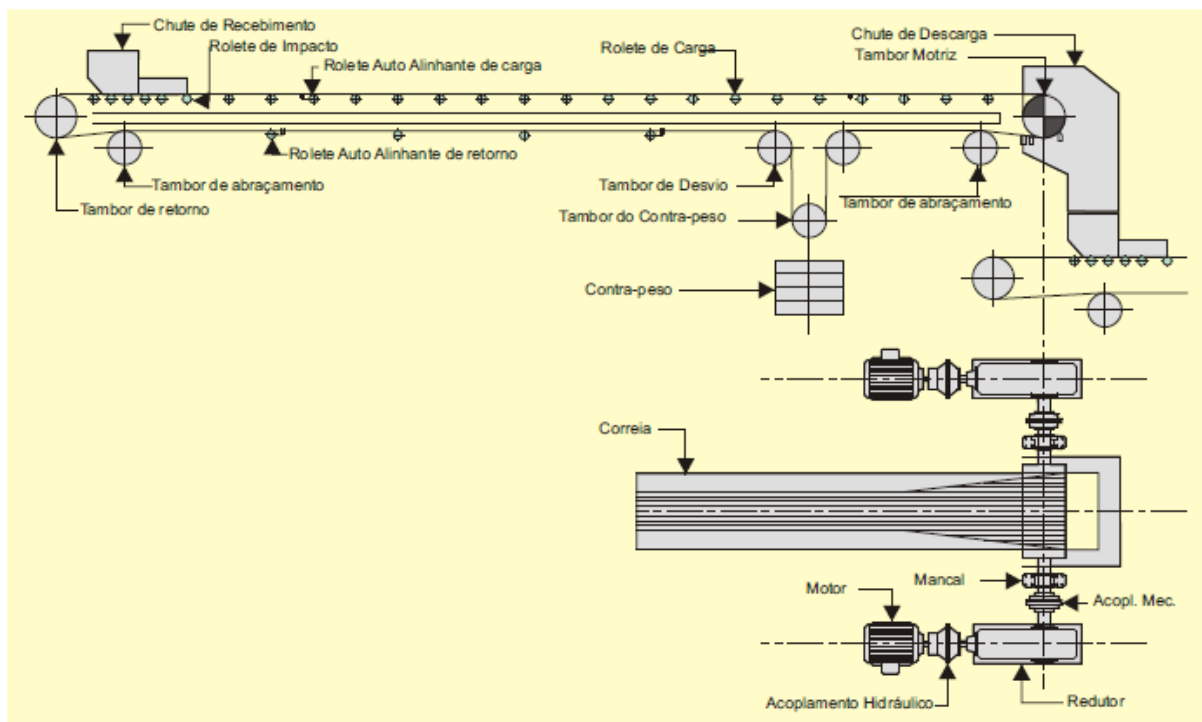 Chute de Recebimento
Rolete de Impacto
Rolete Auto Alinhante de carga
Rolete de Carga
Chute de Descarga
Tambor Motriz
Rolete Auto Alinhante de retorno
Tambor de abraçamento
Tambor de retorno
Tambor de Desvio
Tambor de abraçamento
Tambor do Contra-peso
Contra-peso
Correia
Motor
Mancal
Acopl. Mec.
Acoplamento Hidráulico
Redutor